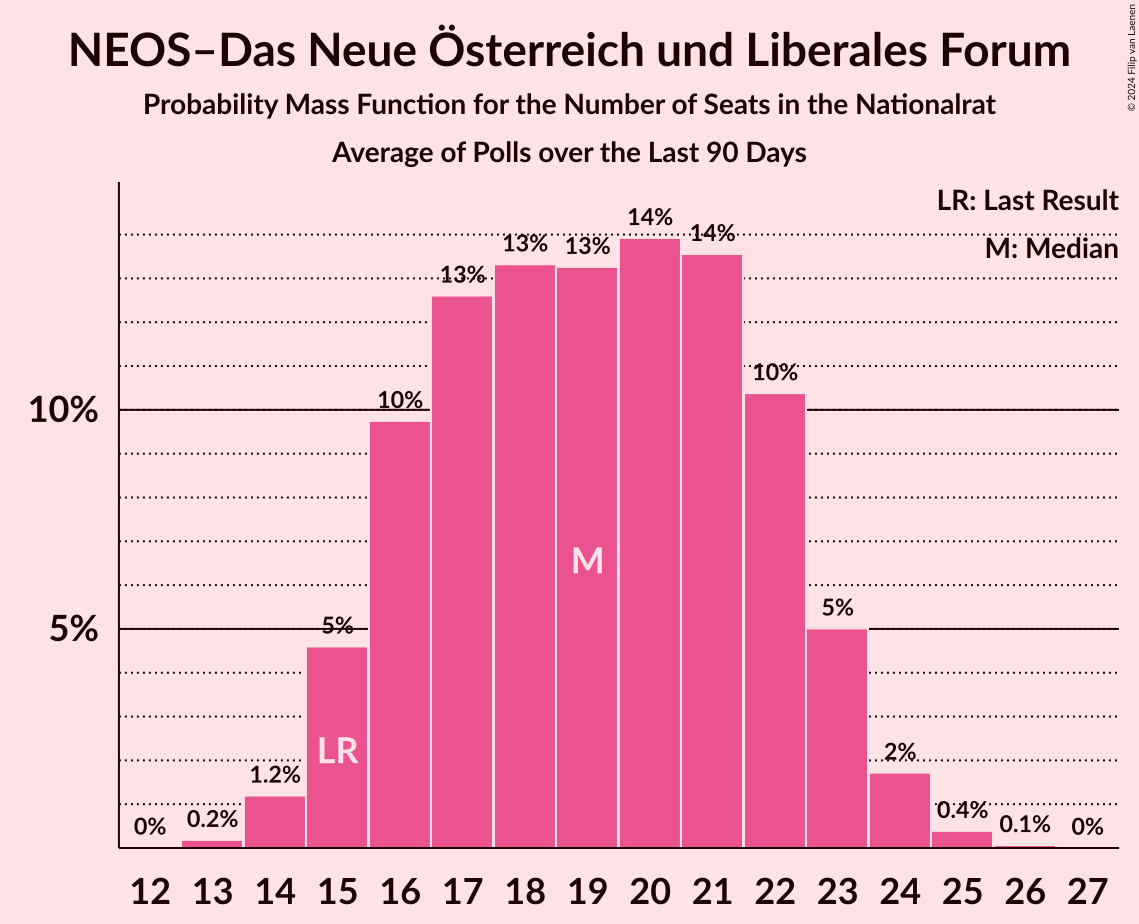 NEOS–Das Neue Österreich und Liberales Forum
Probability Mass Function for the Number of Seats in the Nationalrat
Average of Polls over the Last 90 Days
© 2024 Filip van Laenen
LR: Last Result
M: Median
10%
5%
0%
0.2%
1.2%
5%
10%
13%
13%
13%
14%
14%
10%
5%
2%
0.4%
0.1%
0%
LR
M
12 13 14 15 16 17 18 19 20 21 22 23 24 25 26 27